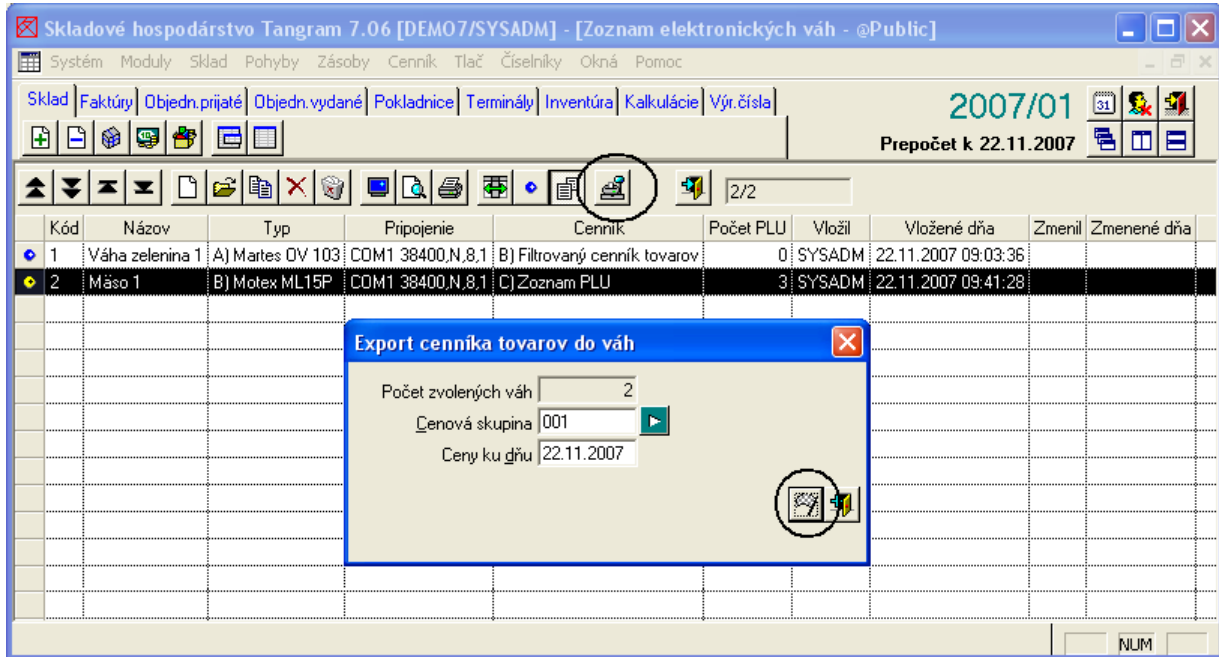 Skladové hospodárstvo Tangram 7.06 [DEMO7/SYSADM] - [Zoznam elektronických váh - @Public]
Systém Moduly Sklad Pohyby Zásoby Cenník Tlač Číselníky Okná Pomoc
Sklad Faktúry Objedn.prijaté Objedn.vydané Pokladnice Terminály Inventúra Kalkulácie Výr.čísla 2007/01 31
Prepočet k 22.11.2007
2/2
Kód Názov Typ Pripojenie Cenník Počet PLU Vložil Vložené dňa Zmenil Zmenené dňa
1 Váha zelenina 1 A) Martes OV 103 COM1 38400,N,8,1 B) Filtrovaný cenník tovarov 0 SYSADM 22.11.2007 09:03:36
2 Mäso 1 B) Motex ML15P COM1 38400,N,8,1 C) Zoznam PLU 3 SYSADM 22.11.2007 09:41:28
Export cenníka tovarov do váh
Počet zvolených váh 2
Cenová skupina 001
Ceny ku dňu 22.11.2007
NUM